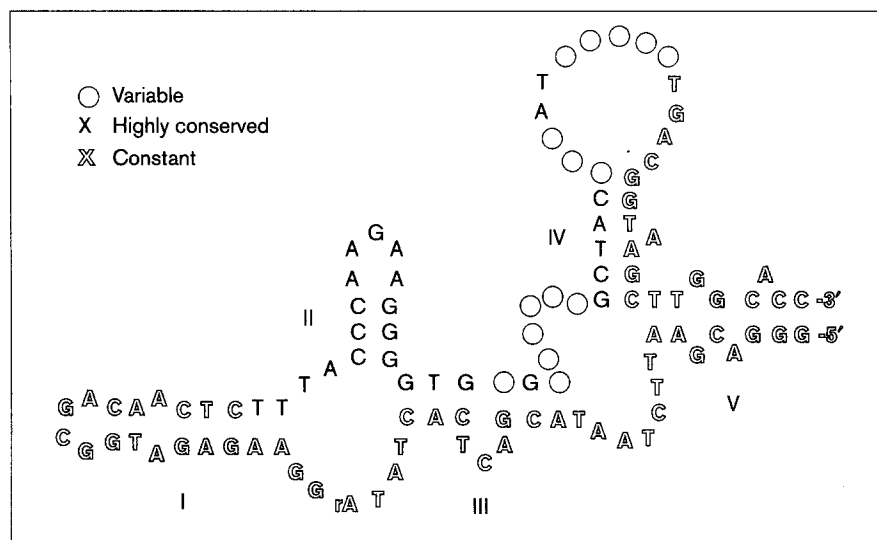 Variable
X Highly conserved
X Constant
T
A
T
G
A
C
C
A
T
C
G
G
G
T
A
A
G
IV
G
A A
A A
C G
C G
C G
II
T A
G T G G
C T T G G C A C C -3'
A A G C A G G G -5'
T
T
C
V
G A C A A C T C T T
C G G T A G A G A A
G G rA T A T
C A C T C A G C A T A A T
I
III